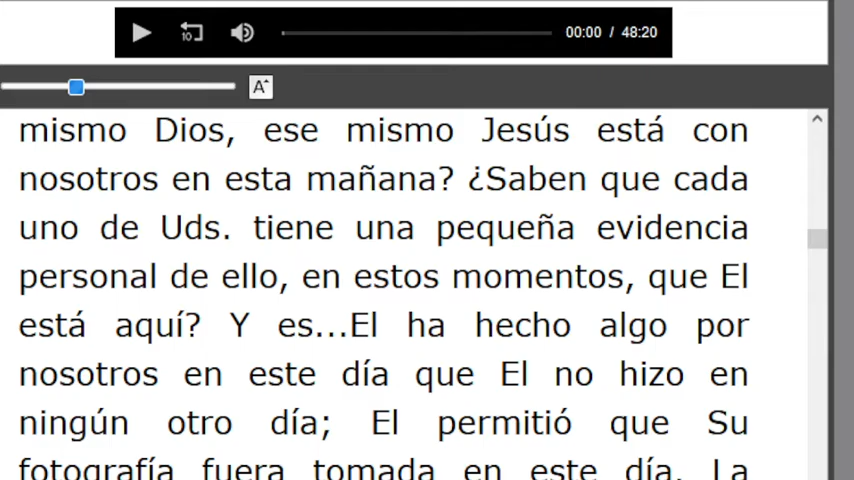 10
00:00 / 48:20
A
mismo Dios, ese mismo Jesús está con
nosotros en esta mañana? ¿Saben que cada
uno de Uds. tiene una pequeña evidencia
personal de ello, en estos momentos, que El
está aquí? Y es...El ha hecho algo por
nosotros en este día que El no hizo en
ningún otro día; El permitió que Su
fotografía fuera tomada en este día. La